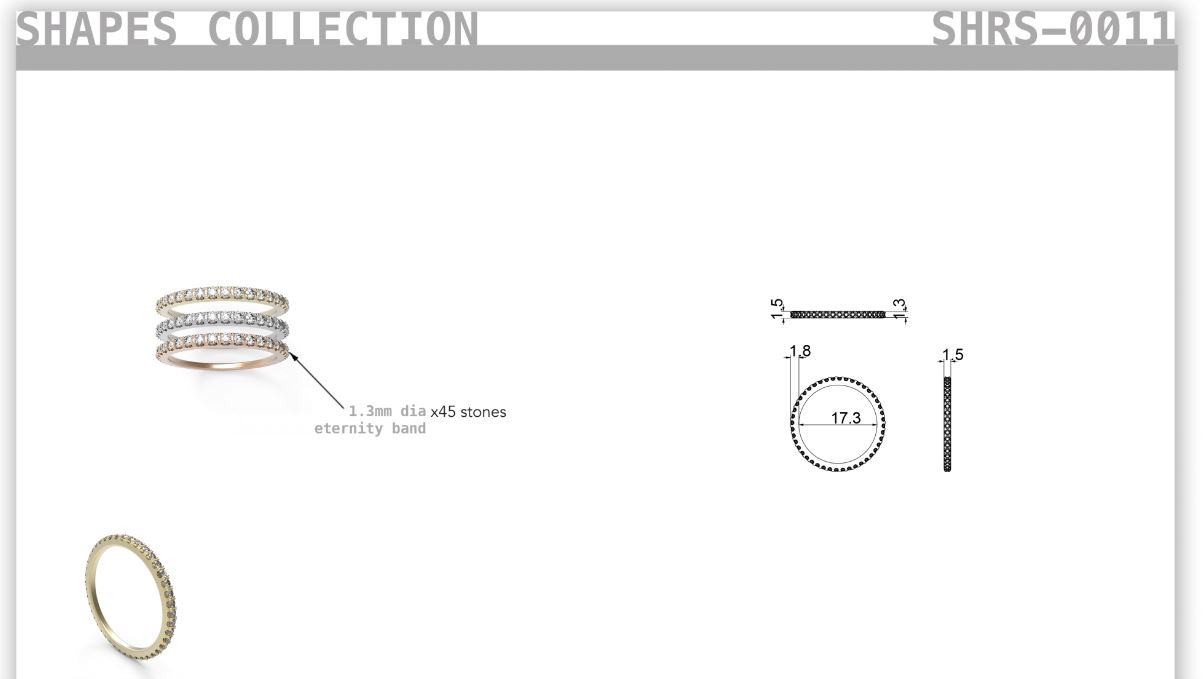 SHAPES COLLECTION
SHRS–0011
1.3mm dia x45 stones
eternity band
1.5
1.3
1.8
17.3
1.5